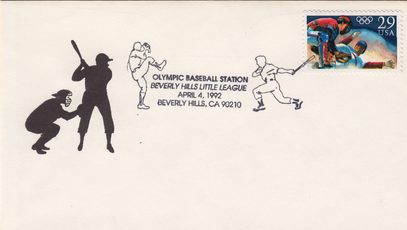 29
USA
OLYMPIC BASEBALL STATION
BEVERLY HILLS LITTLE LEAGUE
APRIL 4, 1992
BEVERLY HILLS, CA 90210